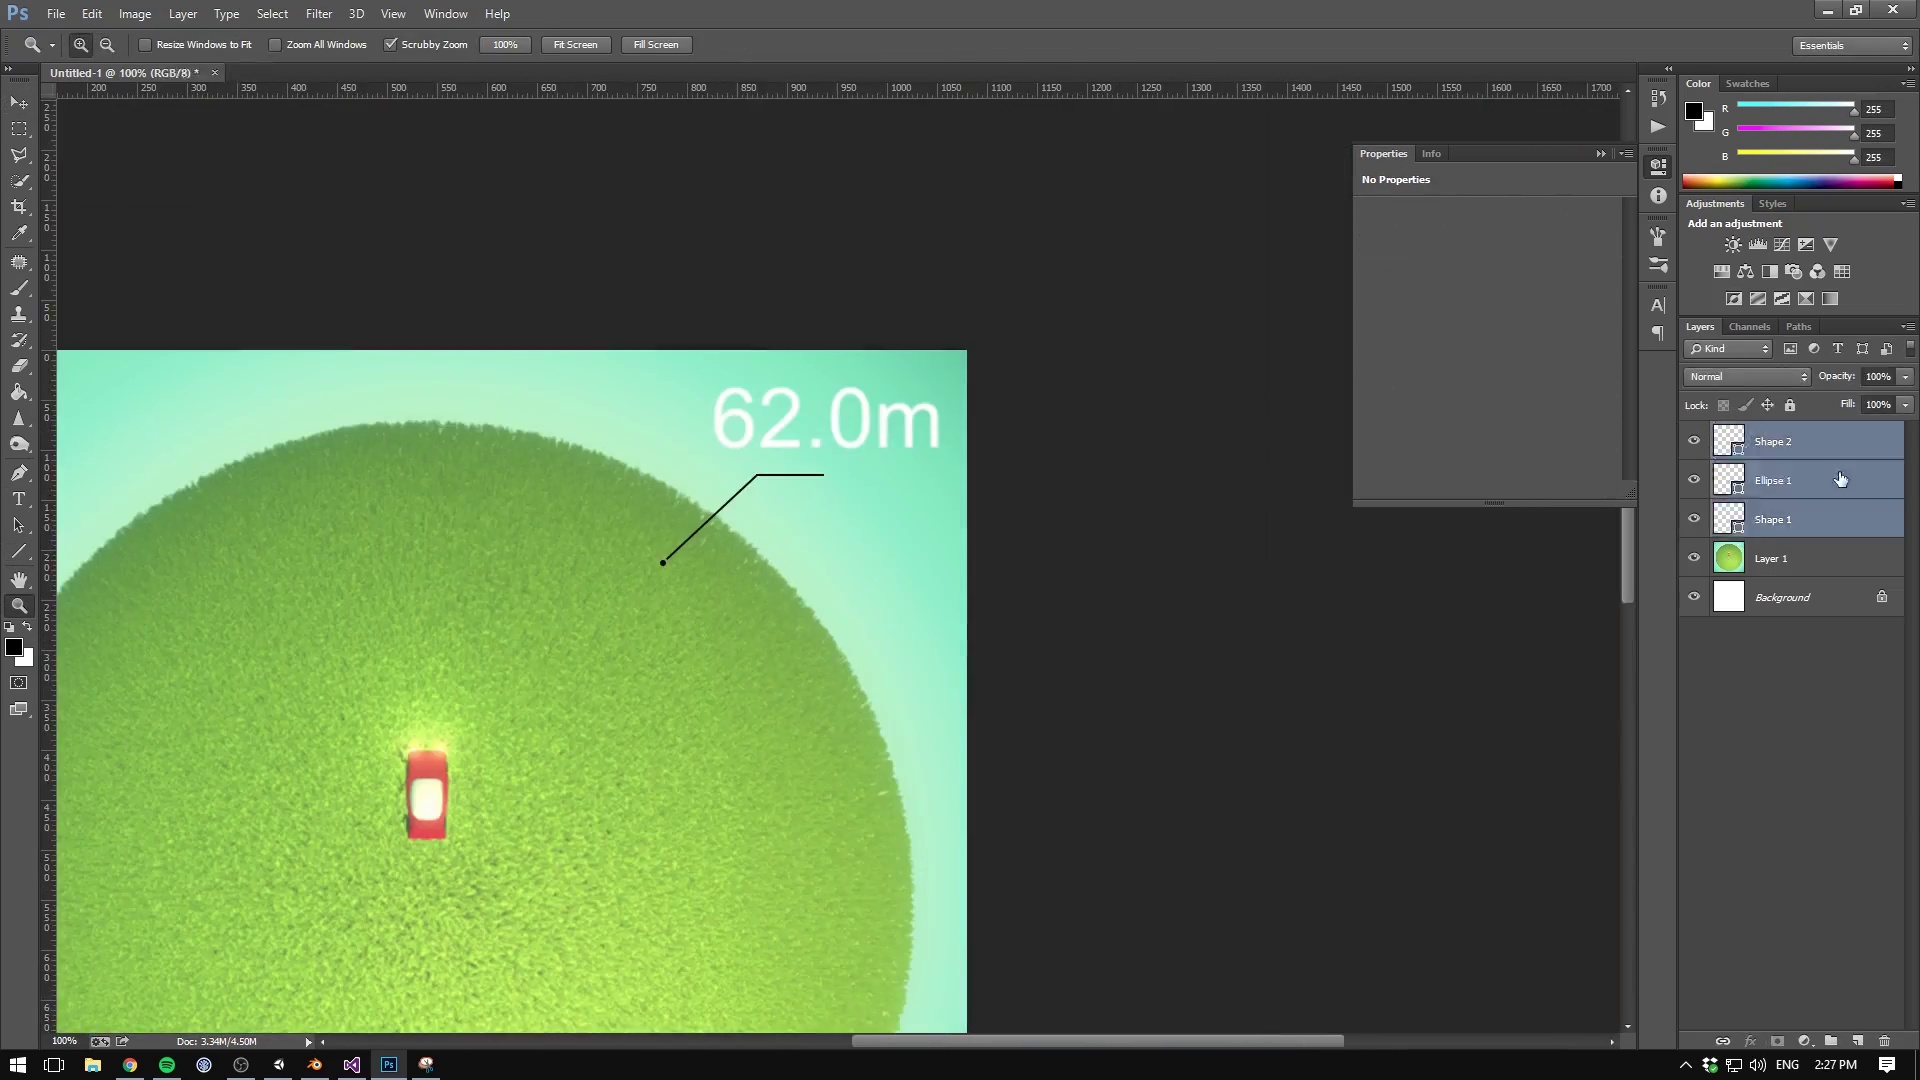 Ps File Edit Image Layer Type Select Filter 3D View Window Help
Resize Windows to Fit Zoom All Windows Scrubby Zoom 100% Fit Screen Fill Screen Essentials
Untitled-1 @ 100% (RGB/8) *
200 250 300 350 400 450 500 550 600 650 700 750 800 850 900 950 1000 1050 1100 1150 1200 1250 1300 1350 1400 1450 1500 1550 1600 1650 1700
Color Swatches
R 255
G 255
B 255
Properties Info
No Properties
Adjustments Styles
Add an adjustment
Layers Channels Paths
Kind
Normal Opacity: 100%
Lock: Fill: 100%
Shape 2
Ellipse 1
Shape 1
Layer 1
Background
62.0m
100% Doc: 3.34M/4.50M
Ps ENG 2:27 PM